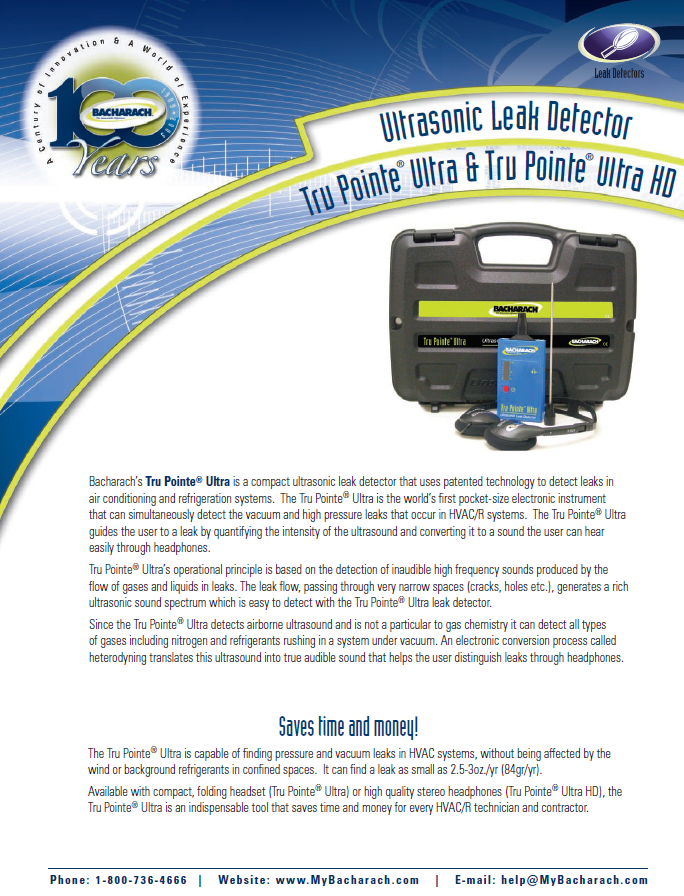 A Century of Innovation & A World of Experience
100
BACHARACH
Years
Leak Detectors
Ultrasonic Leak Detector
Tru Pointe® Ultra & Tru Pointe® Ultra HD
BACHARACH
Tru Pointe® Ultra
BACHARACH
BACHARACH
Tru Pointe® Ultra
Bacharach's Tru Pointe® Ultra is a compact ultrasonic leak detector that uses patented technology to detect leaks in
air conditioning and refrigeration systems. The Tru Pointe® Ultra is the world's first pocket-size electronic instrument
that can simultaneously detect the vacuum and high pressure leaks that occur in HVAC/R systems. The Tru Pointe® Ultra
guides the user to a leak by quantifying the intensity of the ultrasound and converting it to a sound the user can hear
easily through headphones.
Tru Pointe® Ultra's operational principle is based on the detection of inaudible high frequency sounds produced by the
flow of gases and liquids in leaks. The leak flow, passing through very narrow spaces (cracks, holes etc.), generates a rich
ultrasonic sound spectrum which is easy to detect with the Tru Pointe® Ultra leak detector.
Since the Tru Pointe® Ultra detects airborne ultrasound and is not a particular to gas chemistry it can detect all types
of gases including nitrogen and refrigerants rushing in a system under vacuum. An electronic conversion process called
heterodyning translates this ultrasound into true audible sound that helps the user distinguish leaks through headphones.
Saves time and money!
The Tru Pointe® Ultra is capable of finding pressure and vacuum leaks in HVAC systems, without being affected by the
wind or background refrigerants in confined spaces. It can find a leak as small as 2.5-3oz./yr (84gr/yr).
Available with compact, folding headset (Tru Pointe® Ultra) or high quality stereo headphones (Tru Pointe® Ultra HD), the
Tru Pointe® Ultra is an indispensable tool that saves time and money for every HVAC/R technician and contractor.
Phone: 1-800-736-4666 | Website: www.MyBacharach.com | E-mail: help@MyBacharach.com